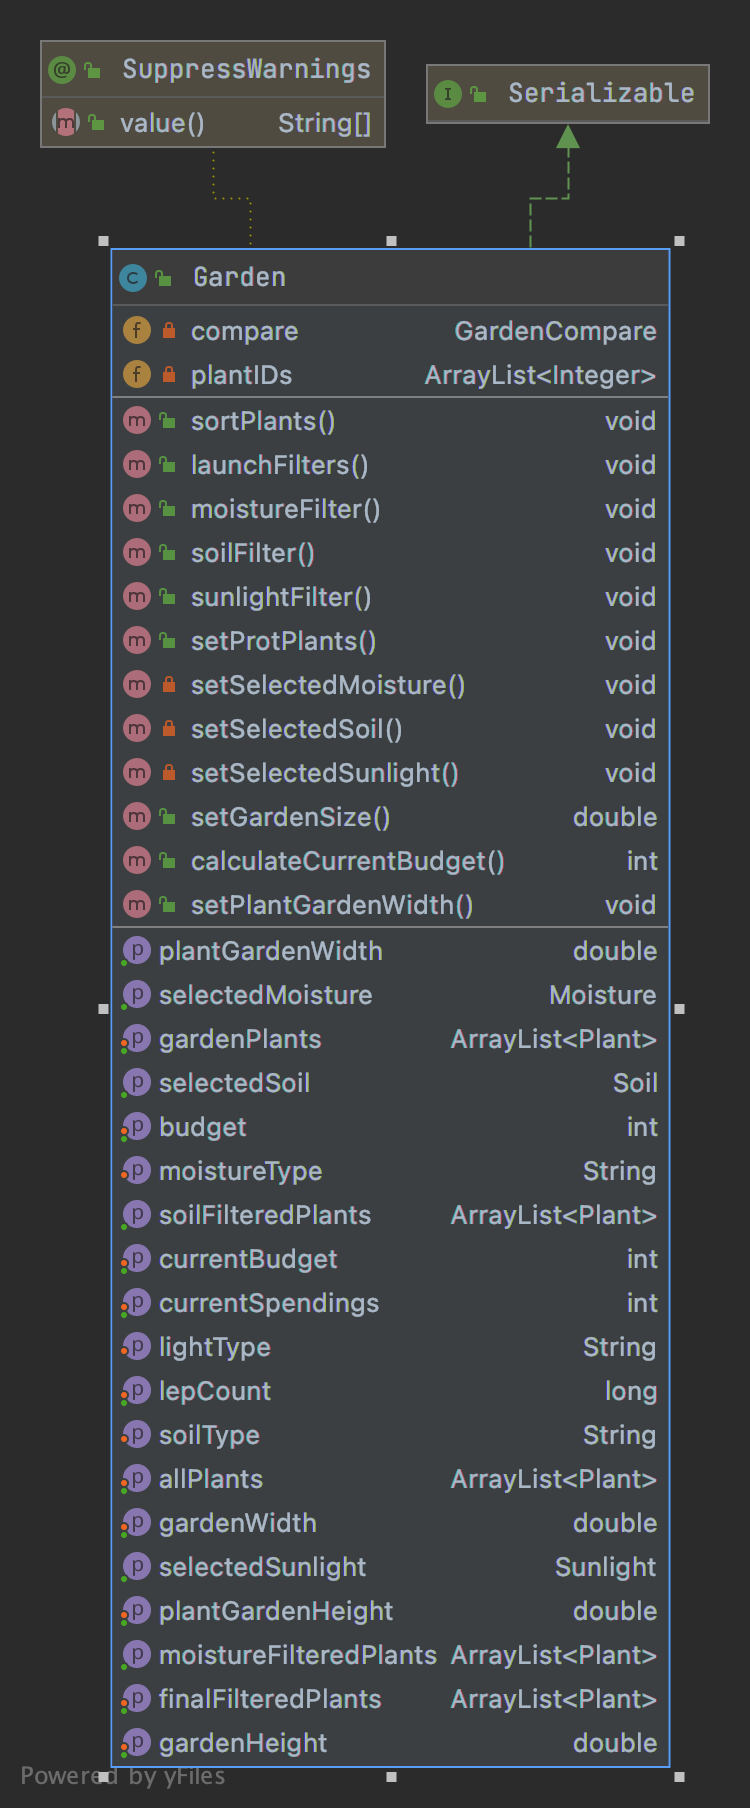 SuppressWarnings
value() String[]
Serializable
Garden
compare GardenCompare
plantIDs ArrayList<Integer>
sortPlants() void
launchFilters() void
moistureFilter() void
soilFilter() void
sunlightFilter() void
setProtPlants() void
setSelectedMoisture() void
setSelectedSoil() void
setSelectedSunlight() void
setGardenSize() double
calculateCurrentBudget() int
setPlantGardenWidth() void
plantGardenWidth double
selectedMoisture Moisture
gardenPlants ArrayList<Plant>
selectedSoil Soil
budget int
moistureType String
soilFilteredPlants ArrayList<Plant>
currentBudget int
currentSpendings int
lightType String
lepCount long
soilType String
allPlants ArrayList<Plant>
gardenWidth double
selectedSunlight Sunlight
plantGardenHeight double
moistureFilteredPlants ArrayList<Plant>
finalFilteredPlants ArrayList<Plant>
gardenHeight double
Powered by yFiles